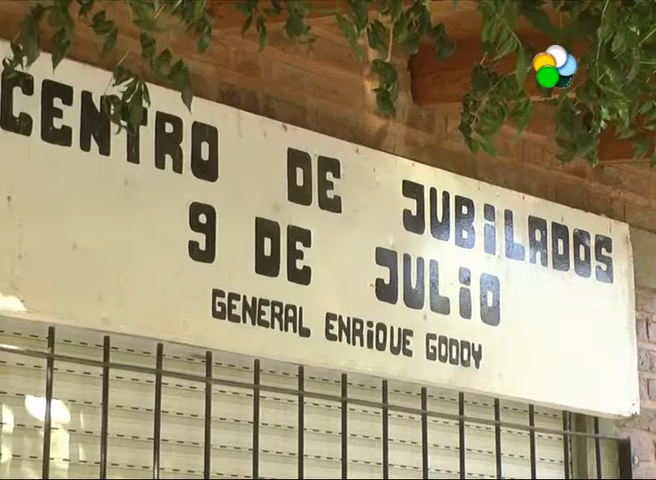 CENTRO DE JUBILADOS
9 DE JULIO
GENERAL ENRIQUE GODOY